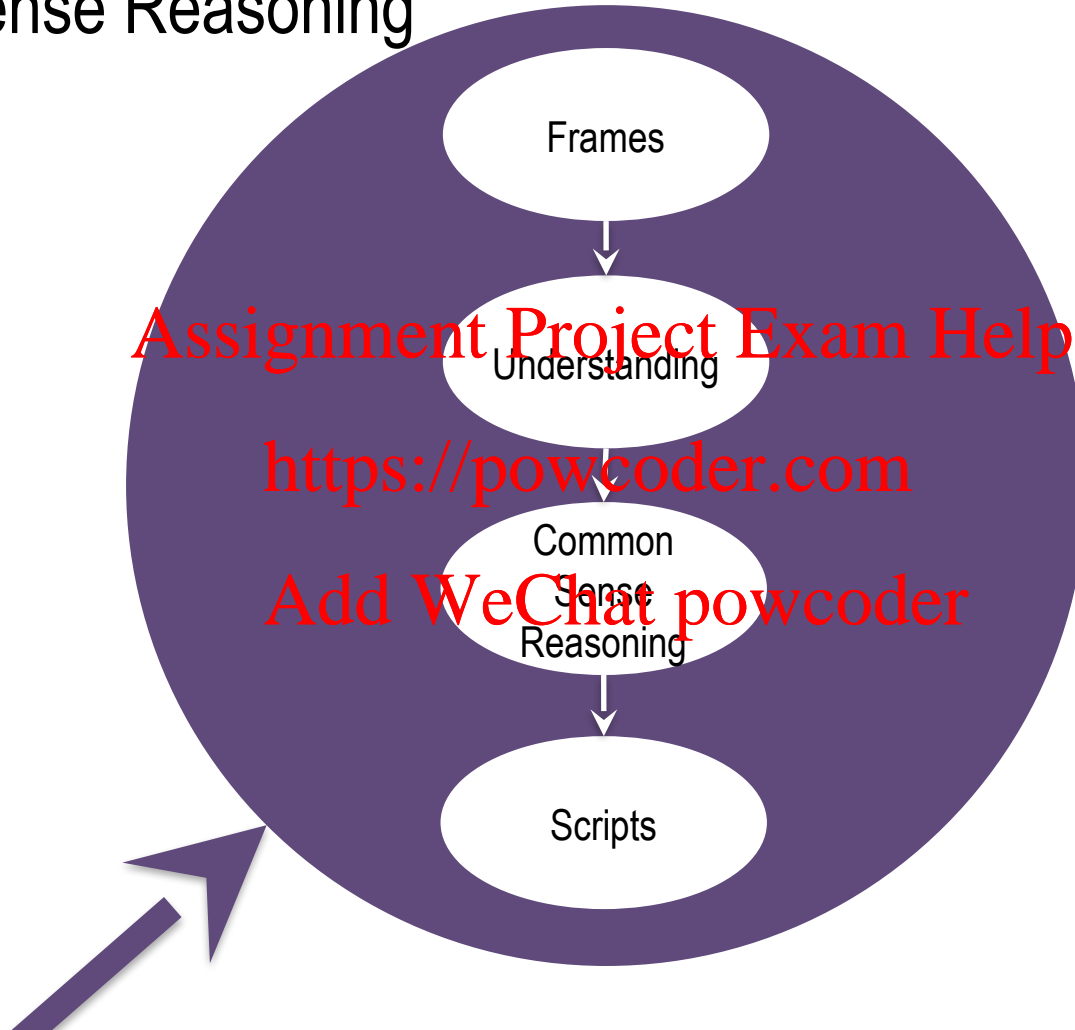 ense Reasoning
Frames
Assignment Project Exam Help
Understanding
https://powcoder.com
Common
Sense
Add WeChat powcoder
Reasoning
Scripts